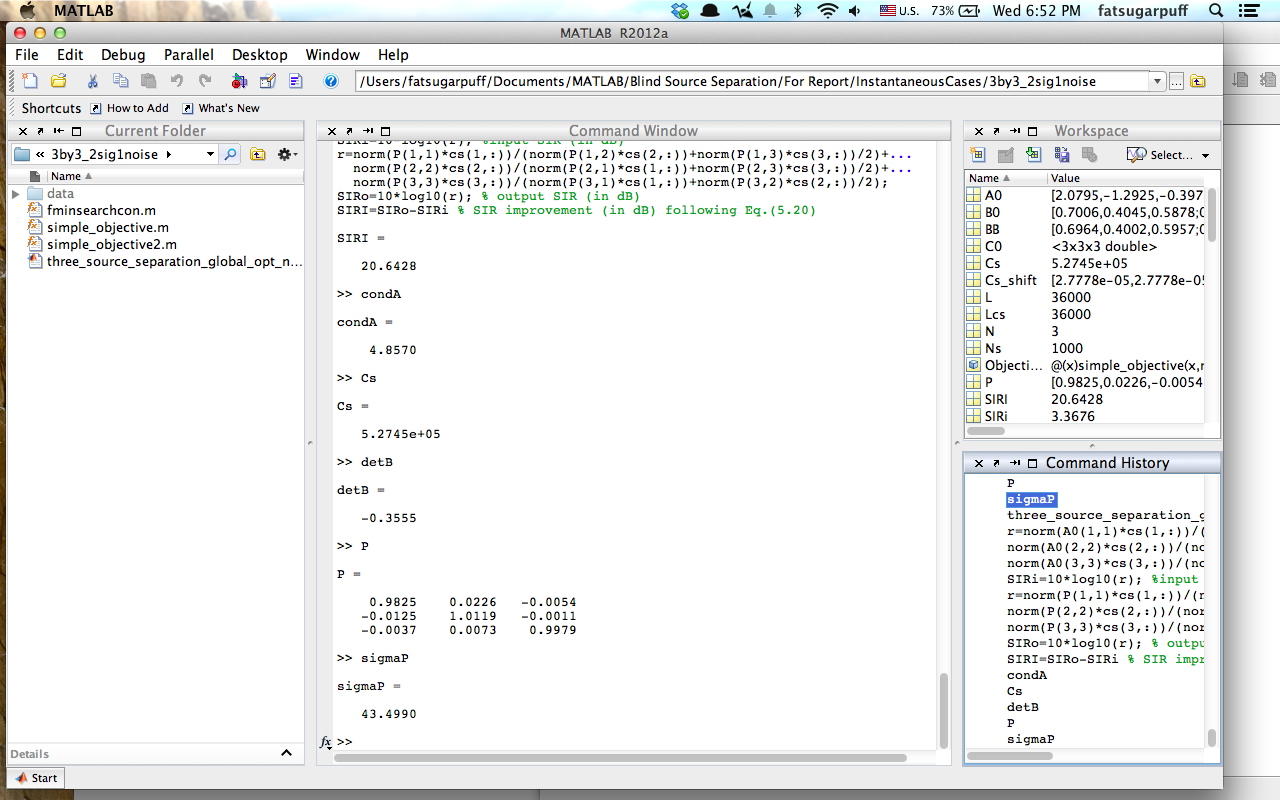 MATLAB U.S. 73% Wed 6:52 PM fatsugarpuff
MATLAB R2012a
File Edit Debug Parallel Desktop Window Help
/Users/fatsugarpuff/Documents/MATLAB/Blind Source Separation/For Report/InstantaneousCases/3by3_2sig1noise ...
Shortcuts How to Add What's New
Current Folder
« 3by3_2sig1noise
Name
data
fminsearchcon.m
simple_objective.m
simple_objective2.m
three_source_separation_global_opt_n...
Details
Start
Command Window
SIRi=10*log10(r); %input SIR (in dB)
r=norm(P(1,1)*cs(1,:))/(norm(P(1,2)*cs(2,:))+norm(P(1,3)*cs(3,:))/2)+...
norm(P(2,2)*cs(2,:))/(norm(P(2,1)*cs(1,:))+norm(P(2,3)*cs(3,:))/2)+...
norm(P(3,3)*cs(3,:))/(norm(P(3,1)*cs(1,:))+norm(P(3,2)*cs(2,:))/2);
SIRo=10*log10(r); % output SIR (in dB)
SIRI=SIRo-SIRi % SIR improvement (in dB) following Eq.(5.20)
SIRI =
20.6428
>> condA
condA =
4.8570
>> Cs
Cs =
5.2745e+05
>> detB
detB =
-0.3555
>> P
P =
0.9825 0.0226 -0.0054
-0.0125 1.0119 -0.0011
-0.0037 0.0073 0.9979
>> sigmaP
sigmaP =
43.4990
fx >>
Workspace
Select...
Name Value
A0 [2.0795,-1.2925,-0.397
B0 [0.7006,0.4045,0.5878;0
BB [0.6964,0.4002,0.5957;0
C0 <3x3x3 double>
Cs 5.2745e+05
Cs_shift [2.7778e-05,2.7778e-05
L 36000
Lcs 36000
N 3
Ns 1000
Objecti... @(x)simple_objective(x,r
P [0.9825,0.0226,-0.0054
SIRI 20.6428
SIRi 3.3676
Command History
P
sigmaP
three_source_separation_g
r=norm(A0(1,1)*cs(1,:))/(
norm(A0(2,2)*cs(2,:))/(no
norm(A0(3,3)*cs(3,:))/(no
SIRi=10*log10(r); %input
r=norm(P(1,1)*cs(1,:))/(n
norm(P(2,2)*cs(2,:))/(nor
norm(P(3,3)*cs(3,:))/(nor
SIRo=10*log10(r); % outpu
SIRI=SIRo-SIRi % SIR impr
condA
Cs
detB
P
sigmaP